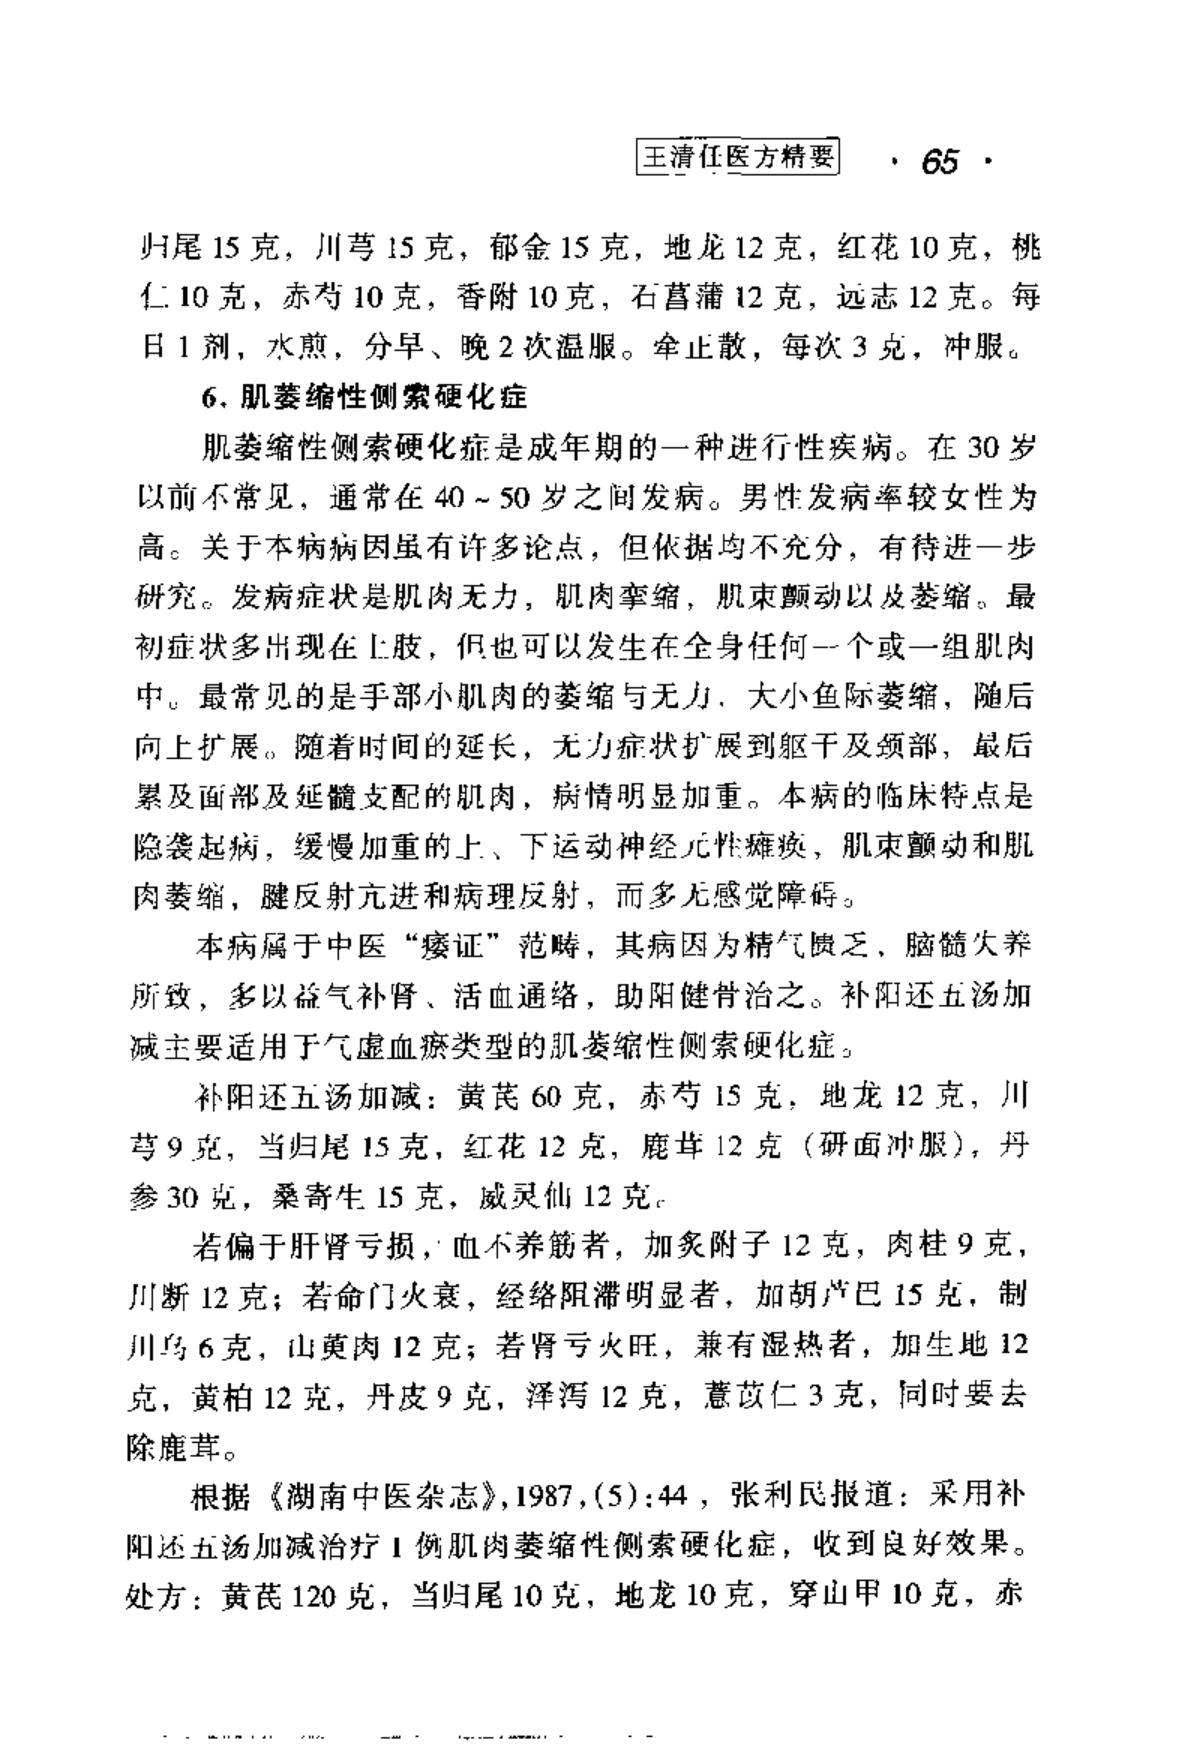 王清任医方精要 · 65 ·
归尾 15 克，川芎 15 克，郁金 15 克，地龙 12 克，红花 10 克，桃
仁 10 克，赤芍 10 克，香附 10 克，石菖蒲 12 克，远志 12 克。每
日 1 剂，水煎，分早、晚 2 次温服。牵正散，每次 3 克，冲服。
6. 肌萎缩性侧索硬化症
肌萎缩性侧索硬化症是成年期的一种进行性疾病。在 30 岁
以前不常见，通常在 40～50 岁之间发病。男性发病率较女性为
高。关于本病病因虽有许多论点，但依据均不充分，有待进一步
研究。发病症状是肌肉无力，肌肉挛缩，肌束颤动以及萎缩。最
初症状多出现在上肢，但也可以发生在全身任何一个或一组肌肉
中。最常见的是手部小肌肉的萎缩与无力，大小鱼际萎缩，随后
向上扩展。随着时间的延长，无力症状扩展到躯干及颈部，最后
累及面部及延髓支配的肌肉，病情明显加重。本病的临床特点是
隐袭起病，缓慢加重的上、下运动神经元性瘫痪，肌束颤动和肌
肉萎缩，腱反射亢进和病理反射，而多无感觉障碍。
本病属于中医“痿证”范畴，其病因为精气匮乏，脑髓失养
所致，多以益气补肾、活血通络，助阳健骨治之。补阳还五汤加
减主要适用于气虚血瘀类型的肌萎缩性侧索硬化症。
补阳还五汤加减：黄芪 60 克，赤芍 15 克，地龙 12 克，川
芎 9 克，当归尾 15 克，红花 12 克，鹿茸 12 克（研面冲服），丹
参 30 克，桑寄生 15 克，威灵仙 12 克。
若偏于肝肾亏损，血不养筋者，加炙附子 12 克，肉桂 9 克，
川断 12 克；若命门火衰，经络阻滞明显者，加胡芦巴 15 克，制
川乌 6 克，山萸肉 12 克；若肾亏火旺，兼有湿热者，加生地 12
克，黄柏 12 克，丹皮 9 克，泽泻 12 克，薏苡仁 3 克，同时要去
除鹿茸。
根据《湖南中医杂志》，1987，（5）：44 ，张利民报道：采用补
阳还五汤加减治疗 1 例肌肉萎缩性侧索硬化症，收到良好效果。
处方：黄芪 120 克，当归尾 10 克，地龙 10 克，穿山甲 10 克，赤